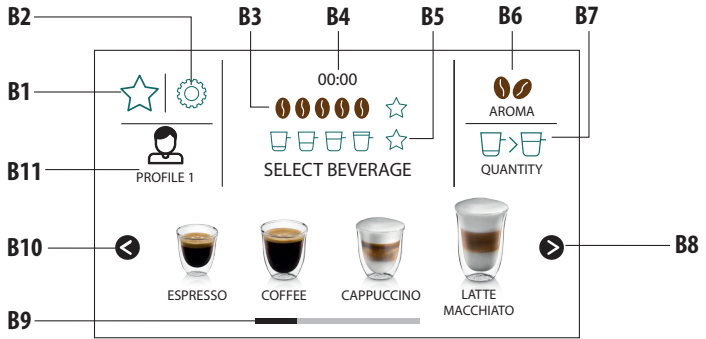 B2 B3 B4 B5 B6 B7
B1
00:00
AROMA
B11
PROFILE 1
SELECT BEVERAGE
QUANTITY
B10
B8
ESPRESSO
COFFEE
CAPPUCCINO
LATTE
MACCHIATO
B9